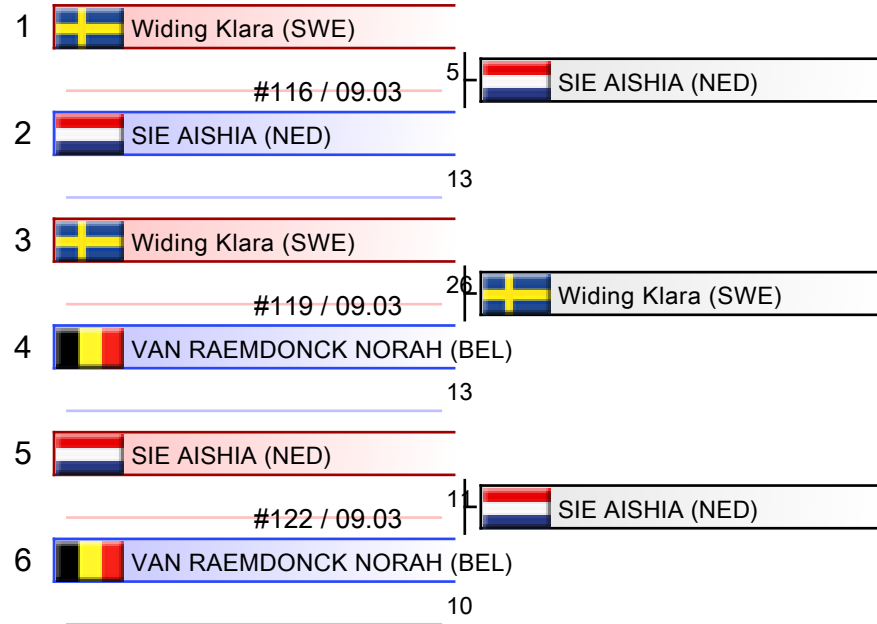 1 Widing Klara (SWE)
5 SIE AISHIA (NED)
#116 / 09.03
2 SIE AISHIA (NED)
13
3 Widing Klara (SWE)
26 Widing Klara (SWE)
#119 / 09.03
4 VAN RAEMDONCK NORAH (BEL)
13
5 SIE AISHIA (NED)
11 SIE AISHIA (NED)
#122 / 09.03
6 VAN RAEMDONCK NORAH (BEL)
10